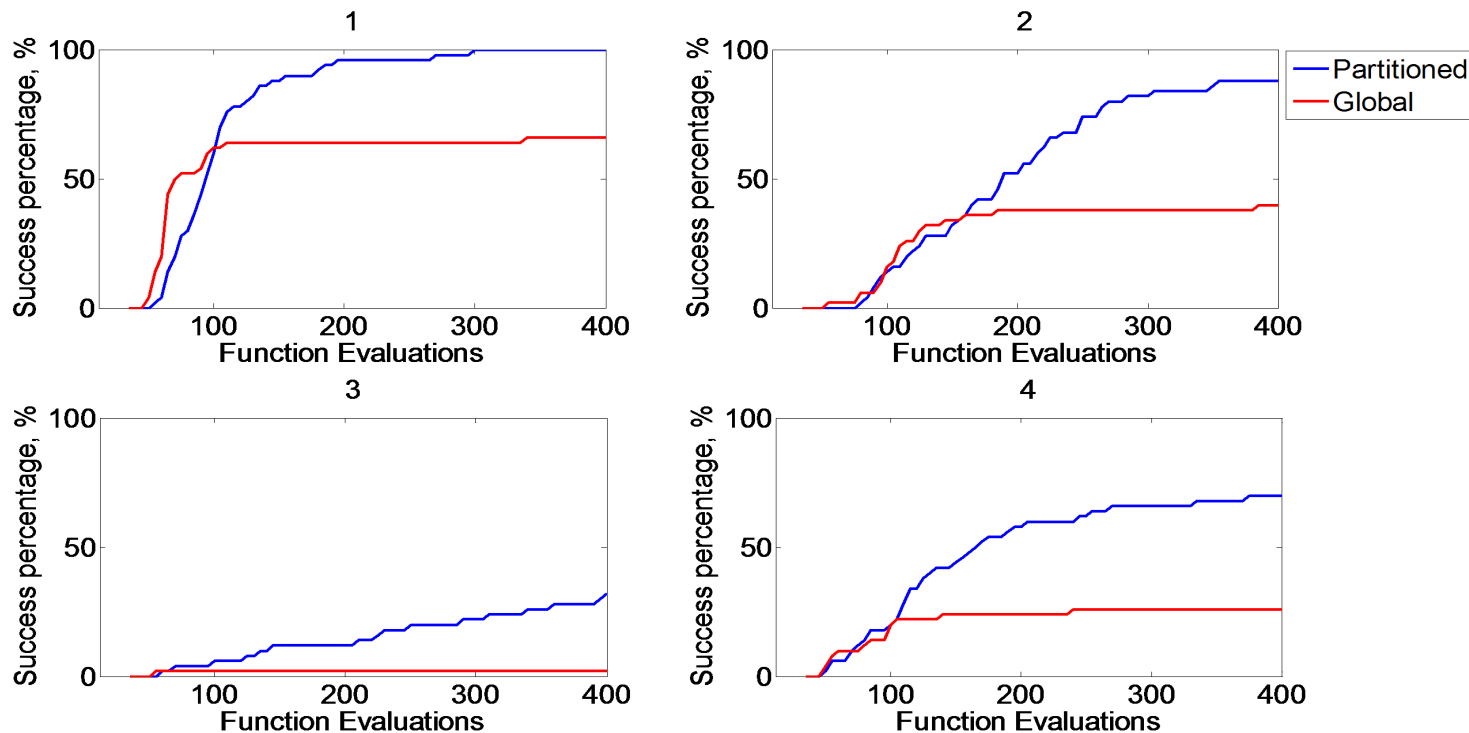 1
Success percentage, %
100
50
0
100 200 300 400
Function Evaluations
2
Success percentage, %
100
50
0
100 200 300 400
Function Evaluations
Partitioned
Global
3
Success percentage, %
100
50
0
100 200 300 400
Function Evaluations
4
Success percentage, %
100
50
0
100 200 300 400
Function Evaluations